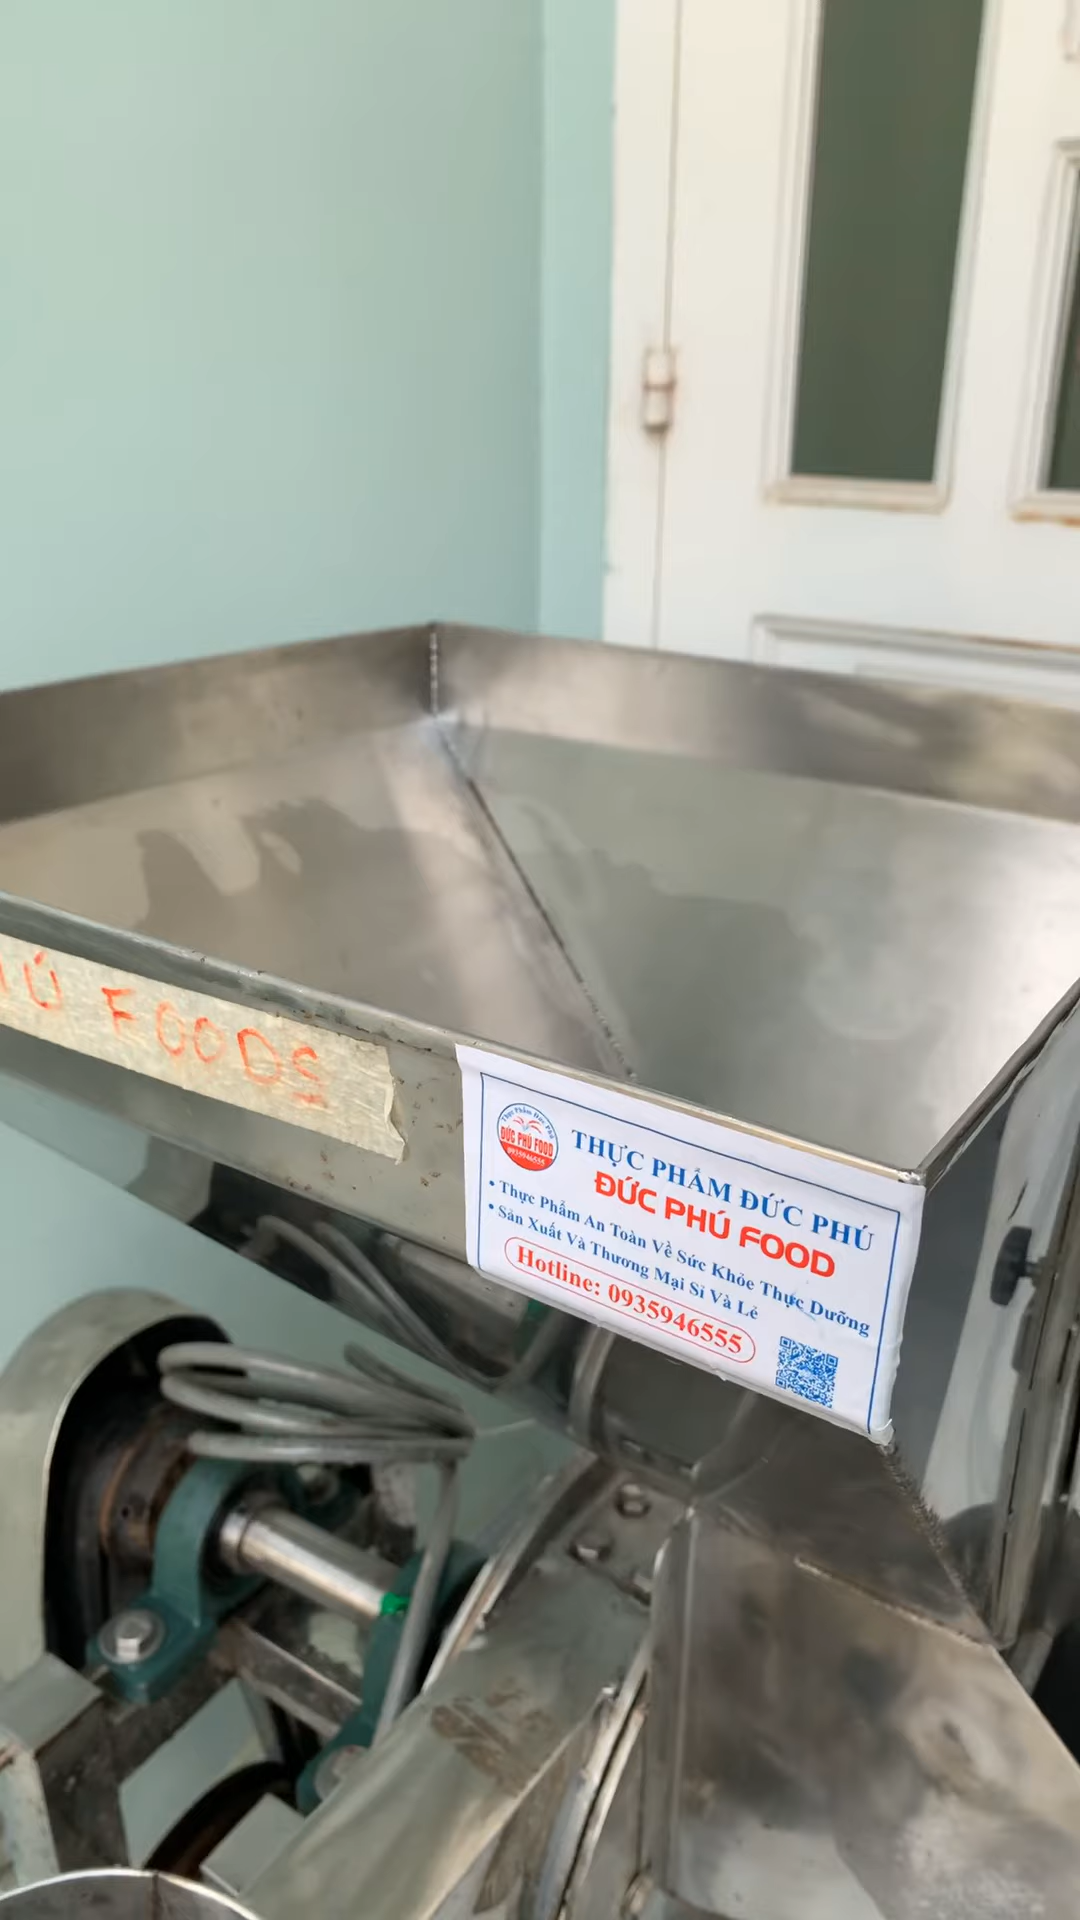 HÚ FOODS
Thực Phẩm Đức Phú
ĐỨC PHÚ FOOD
0935946555
THỰC PHẨM ĐỨC PHÚ
ĐỨC PHÚ FOOD
• Thực Phẩm An Toàn Về Sức Khỏe Thực Dưỡng
• Sản Xuất Và Thương Mại Sỉ Và Lẻ
Hotline: 0935946555